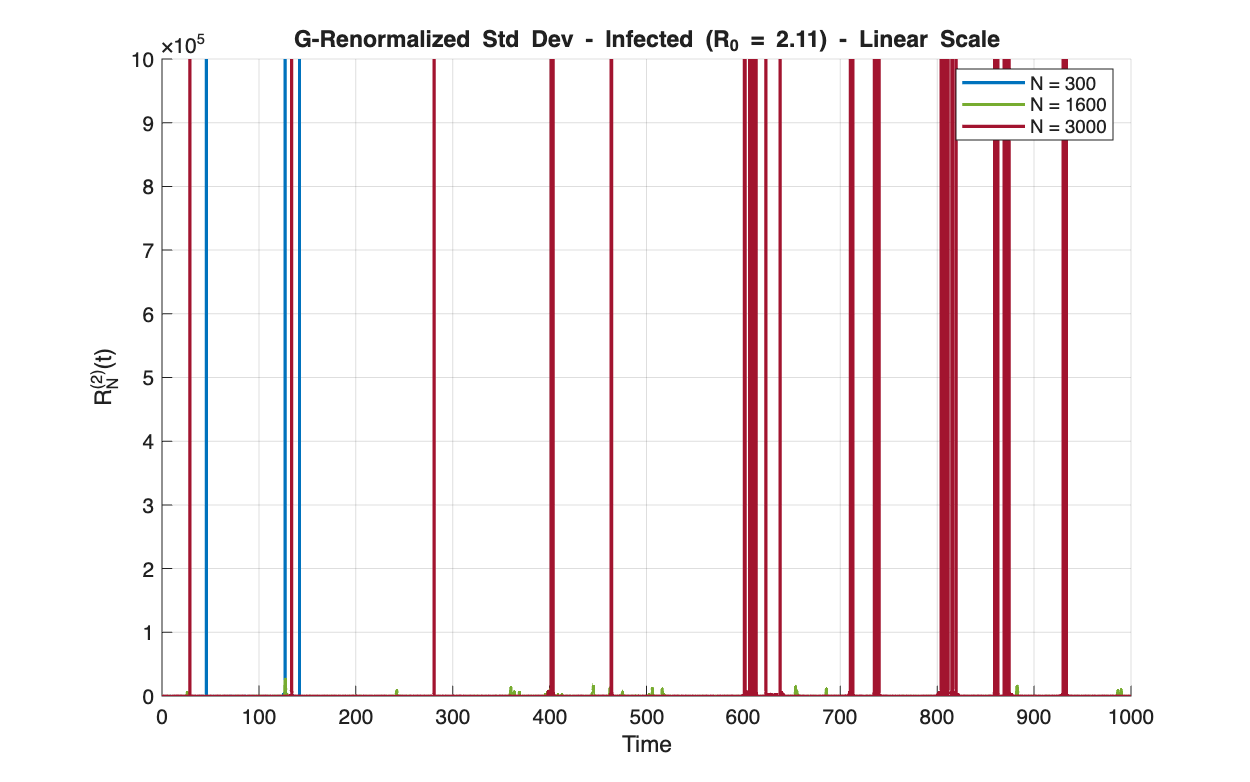 G-Renormalized Std Dev - Infected (R₀ = 2.11) - Linear Scale
×10⁵
10
9
8
7
6
5
4
3
2
1
0
R_N^(2)(t)
N = 300
N = 1600
N = 3000
0 100 200 300 400 500 600 700 800 900 1000
Time